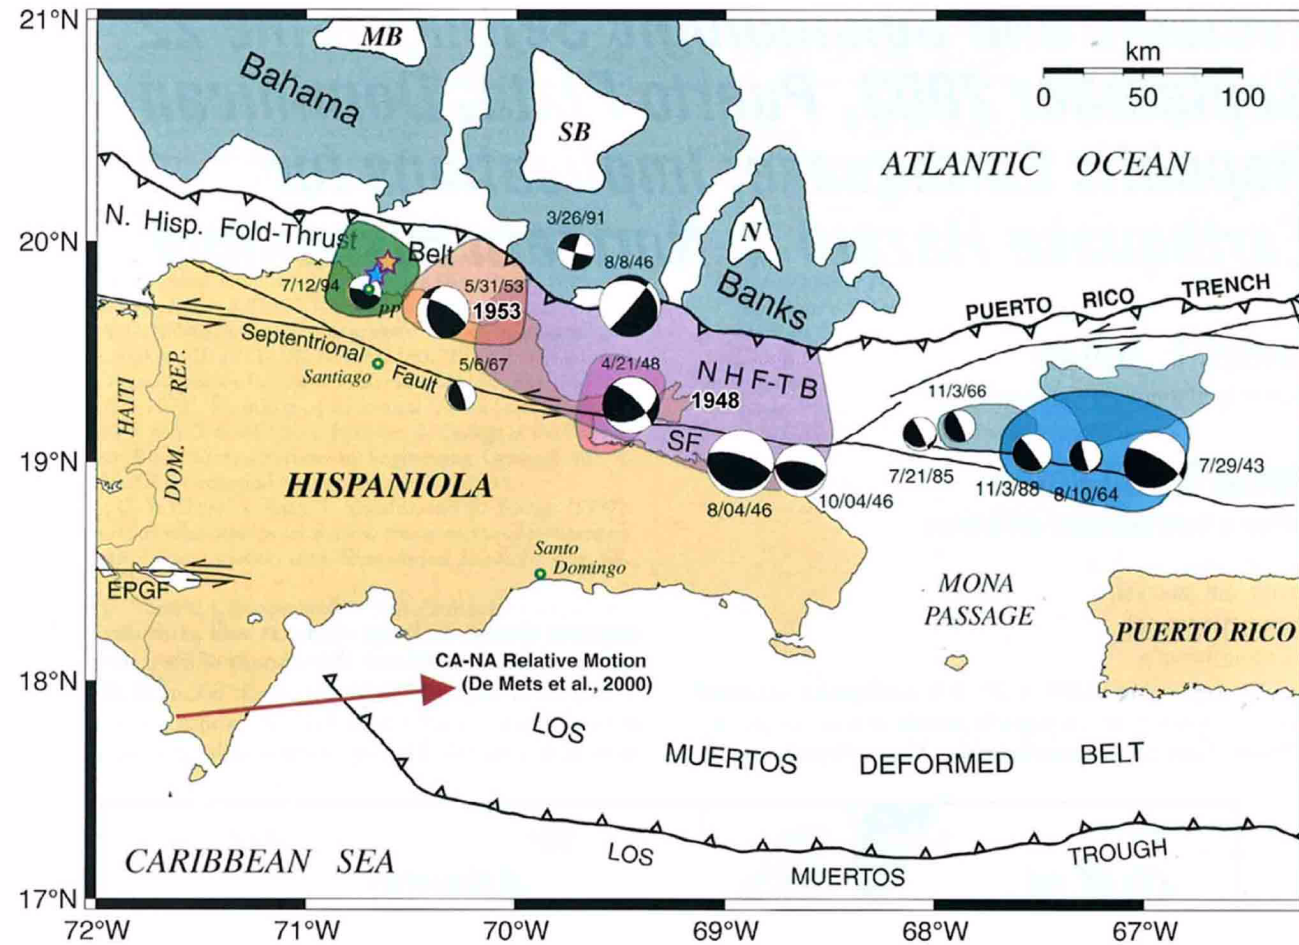 21°N
20°N
19°N
18°N
17°N
72°W
71°W
70°W
69°W
68°W
67°W
km
0 50 100
MB
Bahama
SB
N
Banks
ATLANTIC OCEAN
N. Hisp. Fold-Thrust Belt
3/26/91
8/8/46
7/12/94
PP
5/31/53
1953
PUERTO RICO TRENCH
Septentrional Fault
Santiago
5/6/67
4/21/48
1948
N H F-T B
SF
11/3/66
7/21/85
11/3/88
8/10/64
7/29/43
8/04/46
10/04/46
HAITI
DOM. REP.
HISPANIOLA
Santo
Domingo
EPGF
MONA
PASSAGE
PUERTO RICO
CA-NA Relative Motion
(De Mets et al., 2000)
LOS MUERTOS DEFORMED BELT
LOS MUERTOS TROUGH
CARIBBEAN SEA